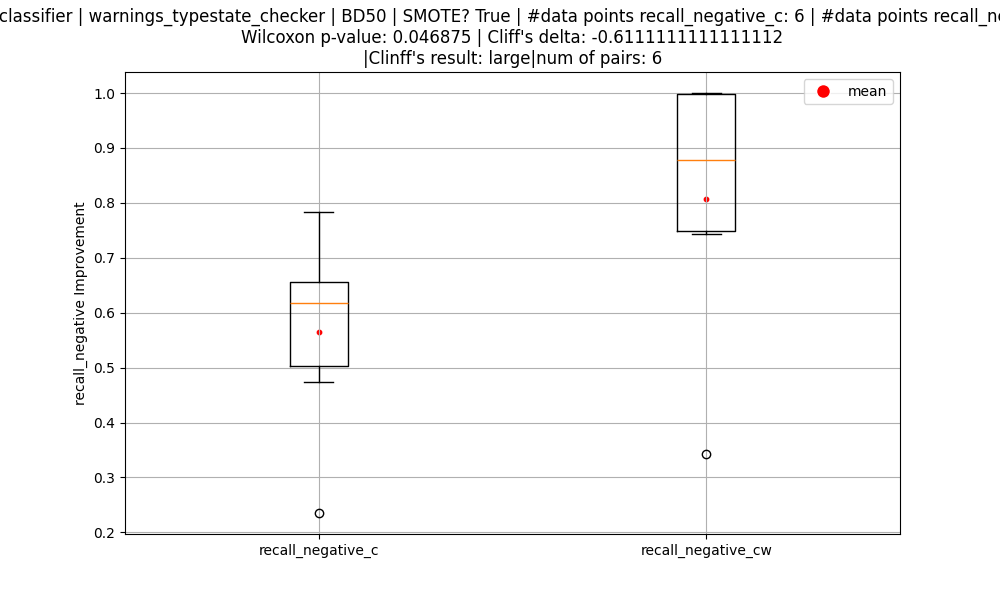 classifier | warnings_typestate_checker | BD50 | SMOTE? True | #data points recall_negative_c: 6 | #data points
Wilcoxon p-value: 0.046875 | Cliff's delta: -0.6111111111111112
|Clinff's result: large|num of pairs: 6
mean
1.0
0.9
0.8
0.7
0.6
0.5
0.4
0.3
0.2
recall_negative Improvement
recall_negative_c
recall_negative_cw